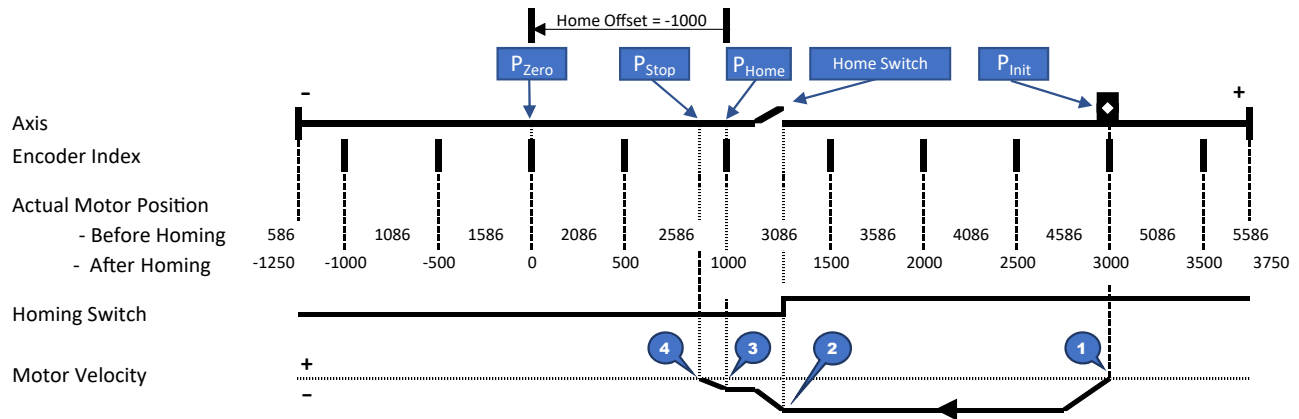 Home Offset = -1000
PZero
PStop
PHome
Home Switch
PInit
– +
Axis
Encoder Index
Actual Motor Position
- Before Homing 586 1086 1586 2086 2586 3086 3586 4086 4586 5086 5586
- After Homing -1250 -1000 -500 0 500 1000 1500 2000 2500 3000 3500 3750
Homing Switch
4 3 2 1
+
Motor Velocity
–